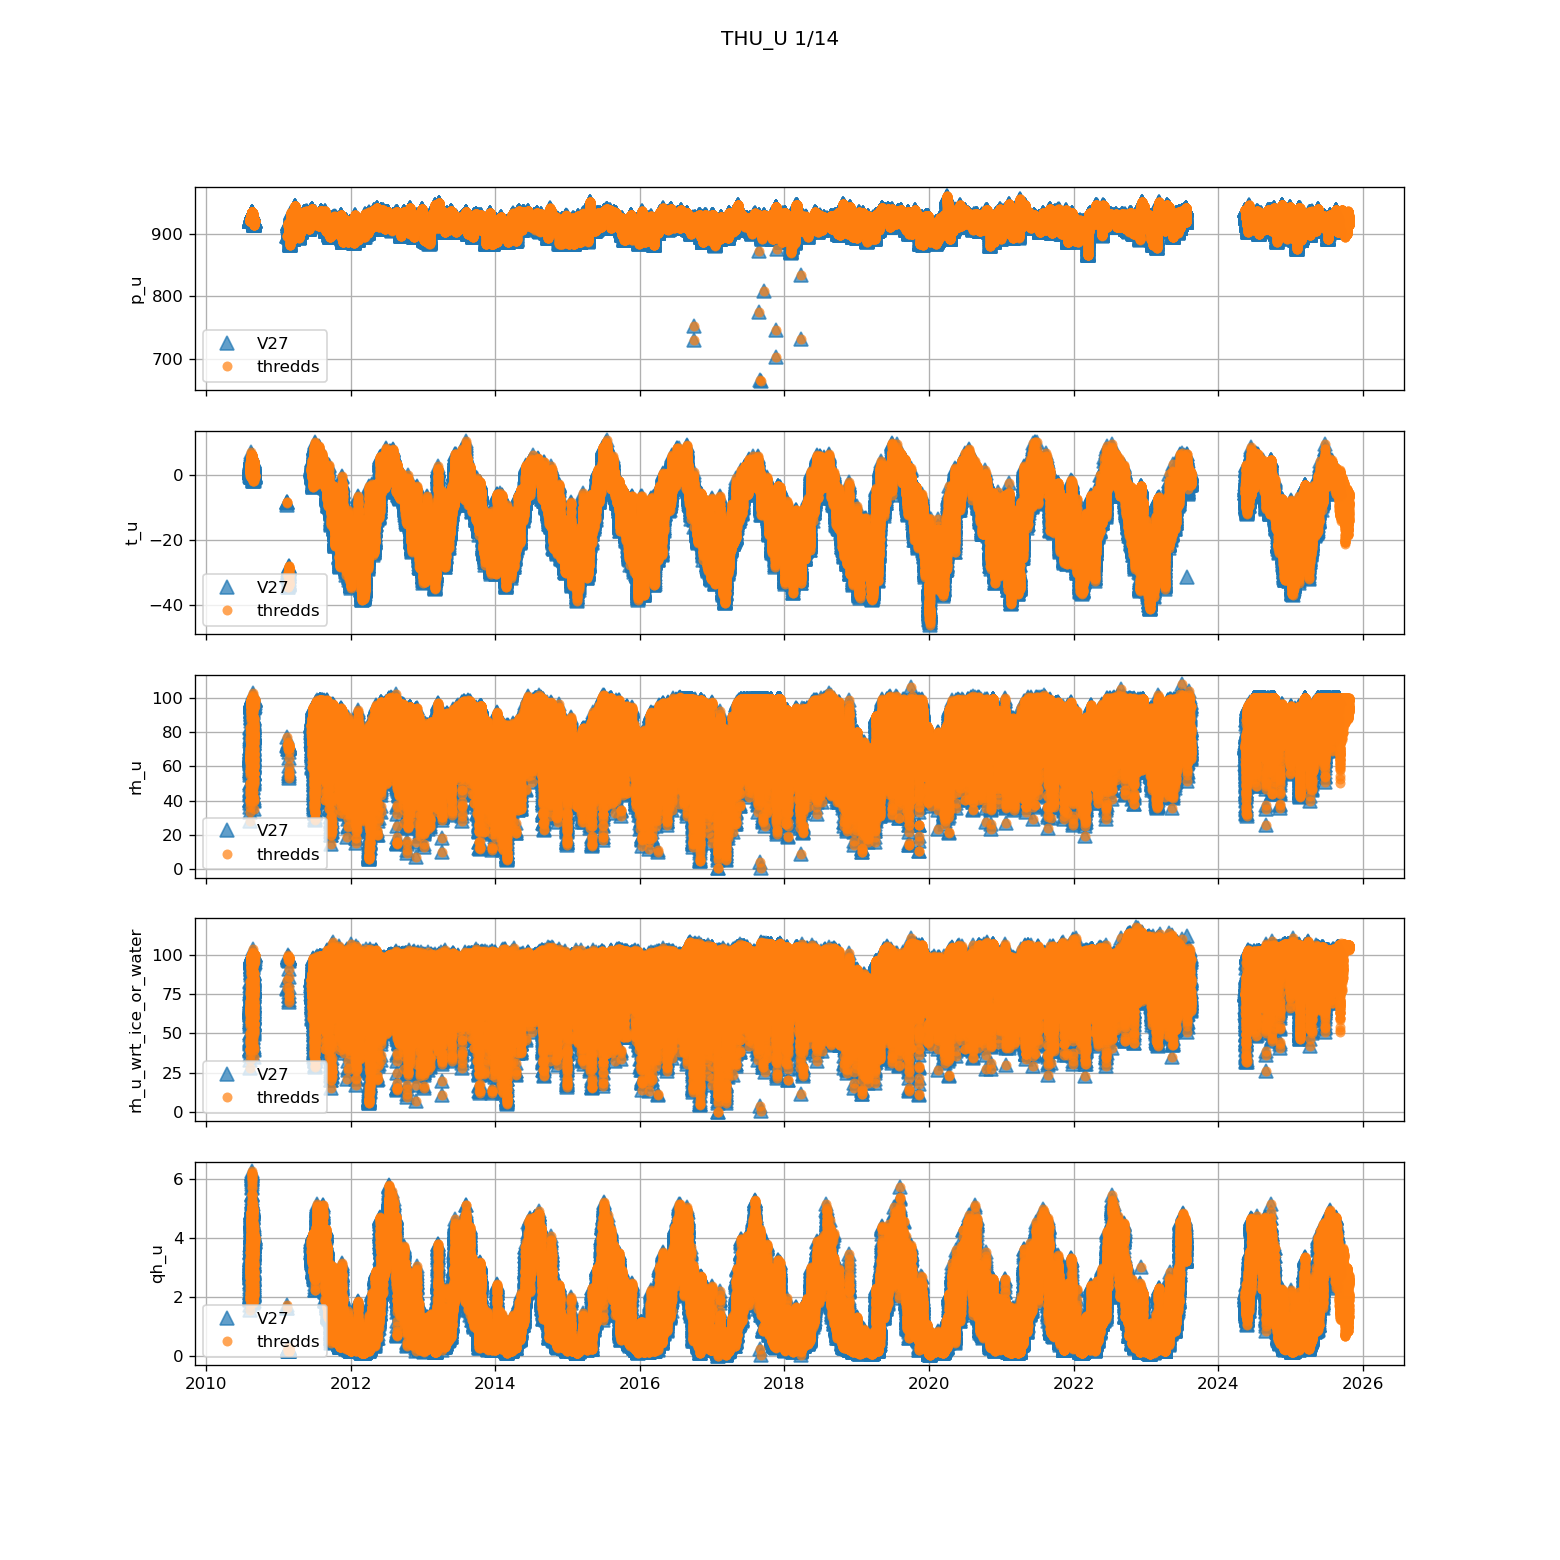 THU_U 1/14
p_u
900
800
700
V27
thredds
t_u
0
−20
−40
V27
thredds
rh_u
100
80
60
40
20
0
V27
thredds
rh_u_wrt_ice_or_water
100
75
50
25
0
V27
thredds
qh_u
6
4
2
0
V27
thredds
2010 2012 2014 2016 2018 2020 2022 2024 2026